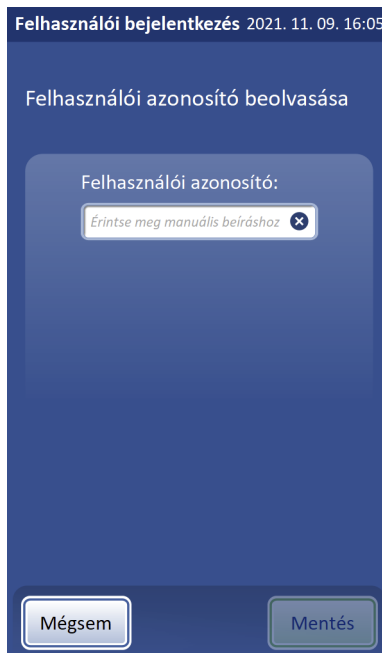 Felhasználói bejelentkezés 2021. 11. 09. 16:05
Felhasználói azonosító beolvasása
Felhasználói azonosító:
Érintse meg manuális beíráshoz
Mégsem
Mentés